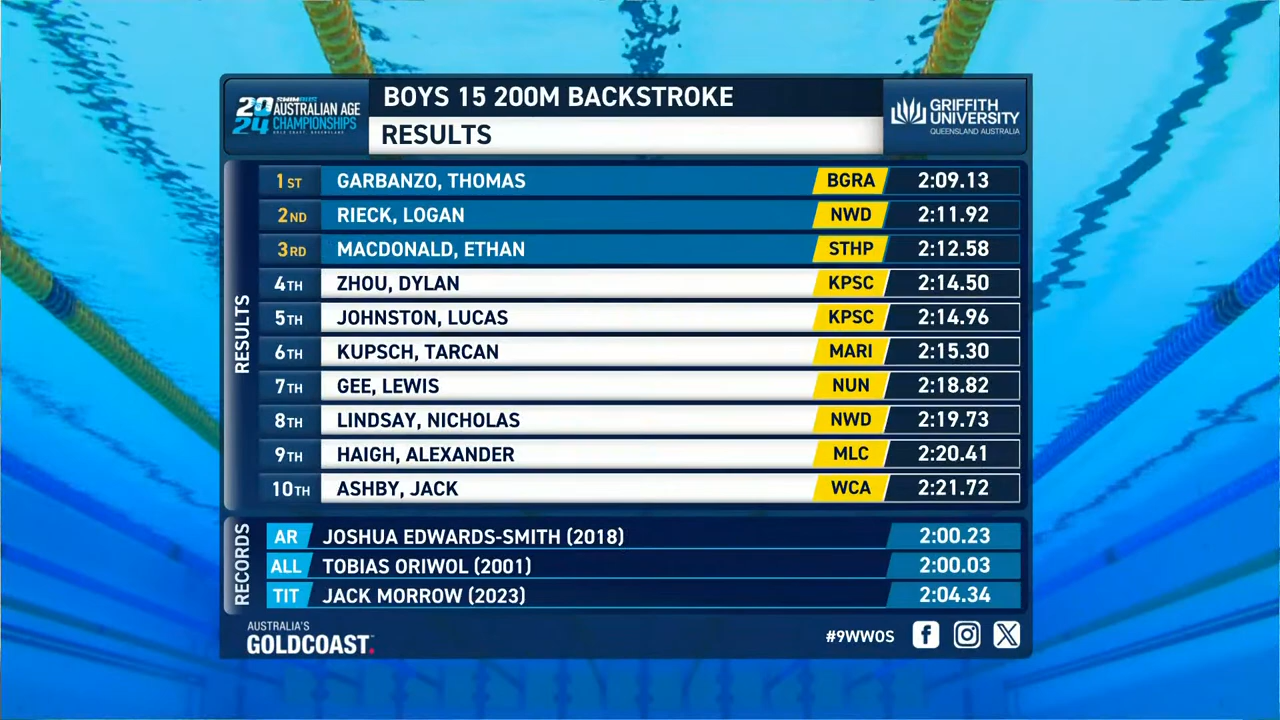 2024
AUSTRALIAN AGE
CHAMPIONSHIPS
BOYS 15 200M BACKSTROKE
RESULTS
GRIFFITH
UNIVERSITY
QUEENSLAND AUSTRALIA
RESULTS
1ST GARBANZO, THOMAS BGRA 2:09.13
2ND RIECK, LOGAN NWD 2:11.92
3RD MACDONALD, ETHAN STHP 2:12.58
4TH ZHOU, DYLAN KPSC 2:14.50
5TH JOHNSTON, LUCAS KPSC 2:14.96
6TH KUPSCH, TARCAN MARI 2:15.30
7TH GEE, LEWIS NUN 2:18.82
8TH LINDSAY, NICHOLAS NWD 2:19.73
9TH HAIGH, ALEXANDER MLC 2:20.41
10TH ASHBY, JACK WCA 2:21.72
RECORDS
AR JOSHUA EDWARDS-SMITH (2018) 2:00.23
ALL TOBIAS ORIWOL (2001) 2:00.03
TIT JACK MORROW (2023) 2:04.34
AUSTRALIA'S
GOLDCOAST.
#9WWOS